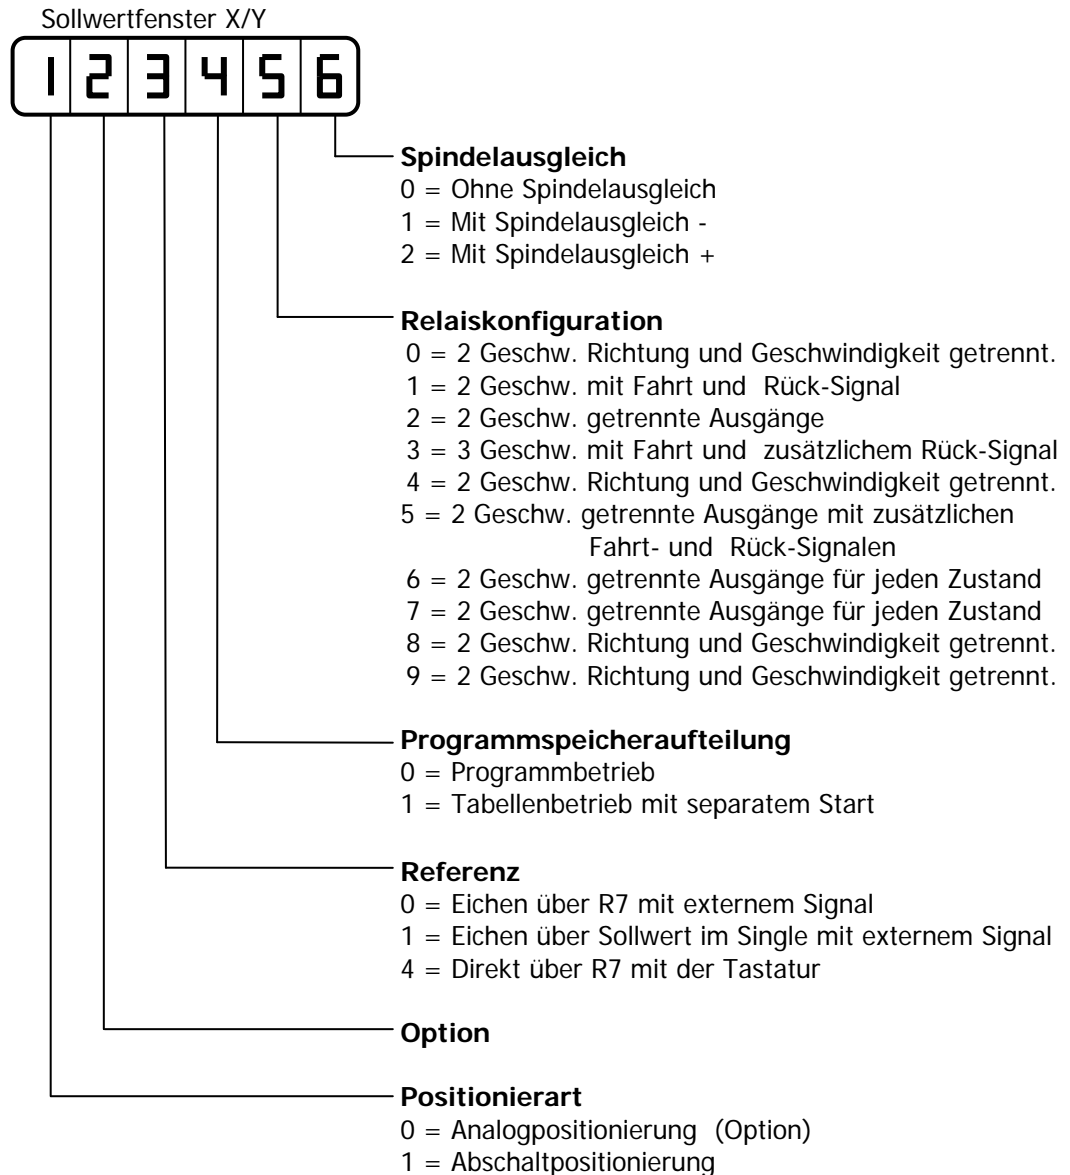 Sollwertfenster X/Y
1 2 3 4 5 6
Spindelausgleich
0 = Ohne Spindelausgleich
1 = Mit Spindelausgleich -
2 = Mit Spindelausgleich +
Relaiskonfiguration
0 = 2 Geschw. Richtung und Geschwindigkeit getrennt.
1 = 2 Geschw. mit Fahrt und Rück-Signal
2 = 2 Geschw. getrennte Ausgänge
3 = 3 Geschw. mit Fahrt und zusätzlichem Rück-Signal
4 = 2 Geschw. Richtung und Geschwindigkeit getrennt.
5 = 2 Geschw. getrennte Ausgänge mit zusätzlichen
Fahrt- und Rück-Signalen
6 = 2 Geschw. getrennte Ausgänge für jeden Zustand
7 = 2 Geschw. getrennte Ausgänge für jeden Zustand
8 = 2 Geschw. Richtung und Geschwindigkeit getrennt.
9 = 2 Geschw. Richtung und Geschwindigkeit getrennt.
Programmspeicheraufteilung
0 = Programmbetrieb
1 = Tabellenbetrieb mit separatem Start
Referenz
0 = Eichen über R7 mit externem Signal
1 = Eichen über Sollwert im Single mit externem Signal
4 = Direkt über R7 mit der Tastatur
Option
Positionierart
0 = Analogpositionierung (Option)
1 = Abschaltpositionierung